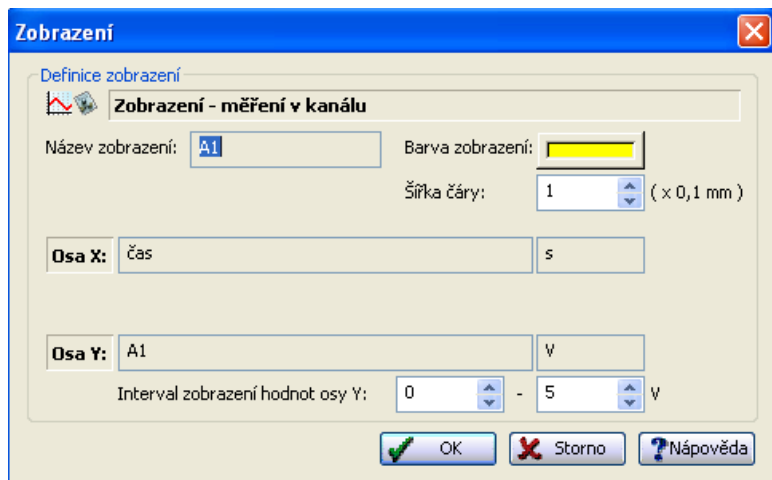 Zobrazení
Definice zobrazení
Zobrazení - měření v kanálu
Název zobrazení: A1 Barva zobrazení:
Šířka čáry: 1 ( x 0,1 mm )
Osa X: čas s
Osa Y: A1 V
Interval zobrazení hodnot osy Y: 0 - 5 V
OK Storno ? Nápověda